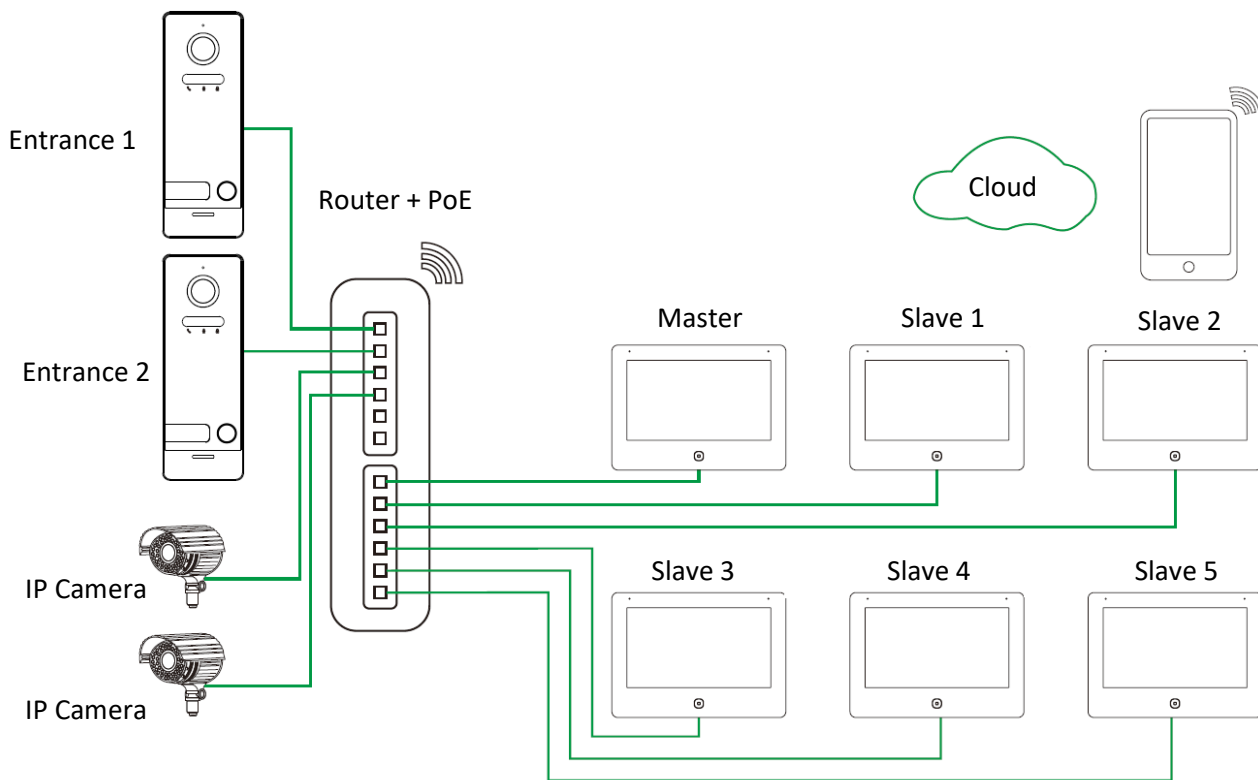 Entrance 1
Router + PoE
Cloud
Entrance 2
Master
Slave 1
Slave 2
IP Camera
Slave 3
Slave 4
Slave 5
IP Camera